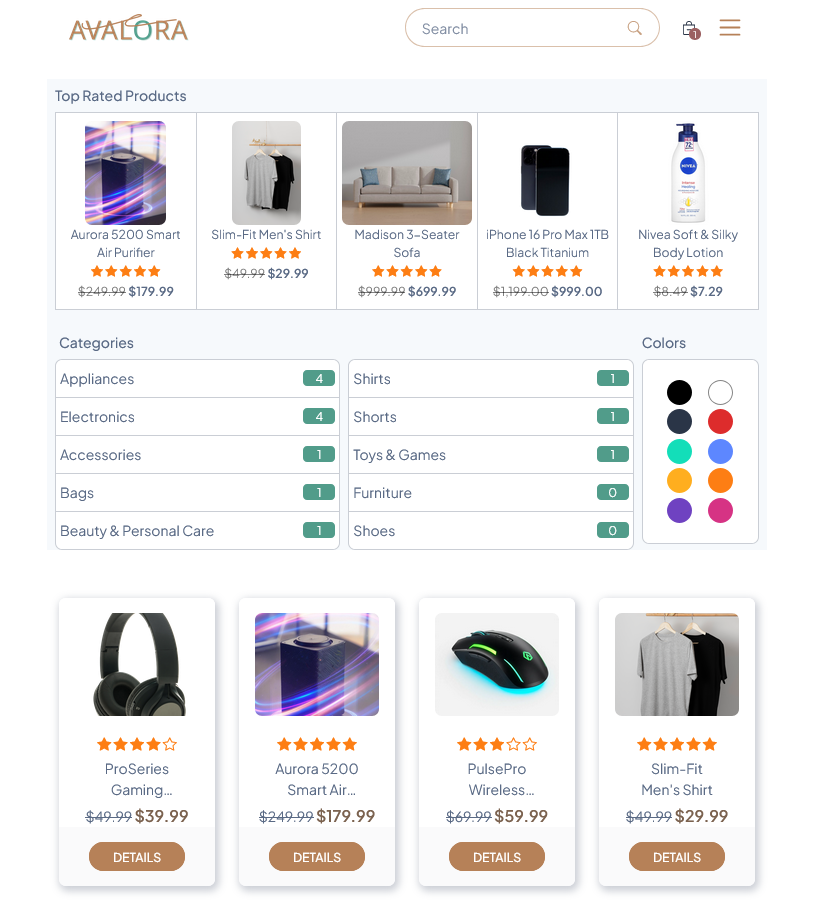 AVALORA
Search
1
Top Rated Products
Aurora 5200 Smart
Air Purifier
$249.99 $179.99
Slim-Fit Men's Shirt
$49.99 $29.99
Madison 3-Seater
Sofa
$999.99 $699.99
iPhone 16 Pro Max 1TB
Black Titanium
$1,199.00 $999.00
72
NIVEA
Nivea Soft & Silky
Body Lotion
$8.49 $7.29
Categories
Appliances 4
Electronics 4
Accessories 1
Bags 1
Beauty & Personal Care 1
Shirts 1
Shorts 1
Toys & Games 1
Furniture 0
Shoes 0
Colors
ProSeries
Gaming...
$49.99 $39.99
DETAILS
Aurora 5200
Smart Air...
$249.99 $179.99
DETAILS
PulsePro
Wireless...
$69.99 $59.99
DETAILS
Slim-Fit
Men's Shirt
$49.99 $29.99
DETAILS